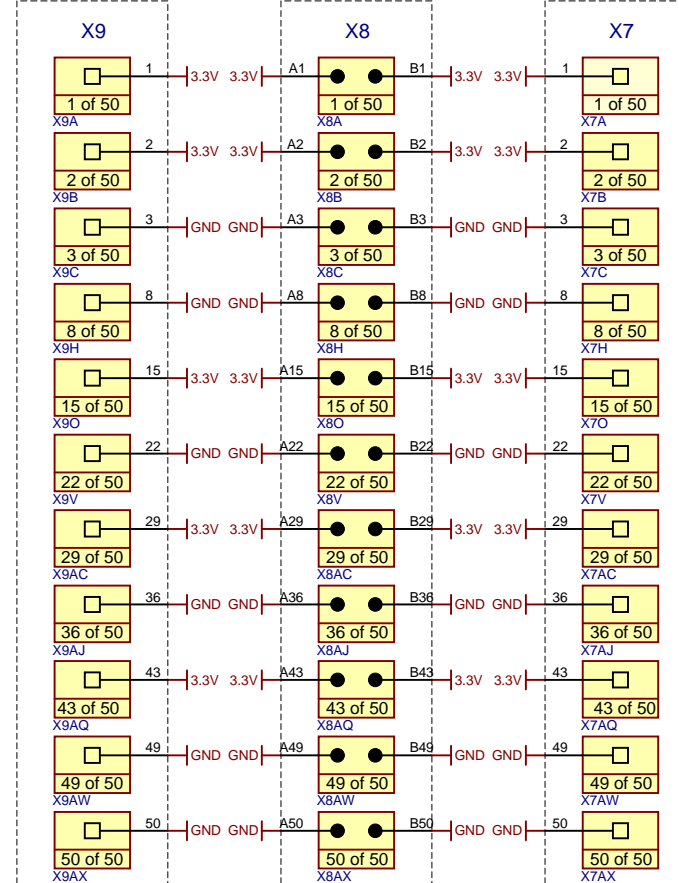 X9 X8 X7
1 3.3V 3.3V A1 B1 3.3V 3.3V 1
1 of 50 1 of 50 1 of 50
X9A X8A X7A
2 3.3V 3.3V A2 B2 3.3V 3.3V 2
2 of 50 2 of 50 2 of 50
X9B X8B X7B
3 GND GND A3 B3 GND GND 3
3 of 50 3 of 50 3 of 50
X9C X8C X7C
8 GND GND A8 B8 GND GND 8
8 of 50 8 of 50 8 of 50
X9H X8H X7H
15 3.3V 3.3V A15 B15 3.3V 3.3V 15
15 of 50 15 of 50 15 of 50
X9O X8O X7O
22 GND GND A22 B22 GND GND 22
22 of 50 22 of 50 22 of 50
X9V X8V X7V
29 3.3V 3.3V A29 B29 3.3V 3.3V 29
29 of 50 29 of 50 29 of 50
X9AC X8AC X7AC
36 GND GND A36 B36 GND GND 36
36 of 50 36 of 50 36 of 50
X9AJ X8AJ X7AJ
43 3.3V 3.3V A43 B43 3.3V 3.3V 43
43 of 50 43 of 50 43 of 50
X9AQ X8AQ X7AQ
49 GND GND A49 B49 GND GND 49
49 of 50 49 of 50 49 of 50
X9AW X8AW X7AW
50 GND GND A50 B50 GND GND 50
50 of 50 50 of 50 50 of 50
X9AX X8AX X7AX